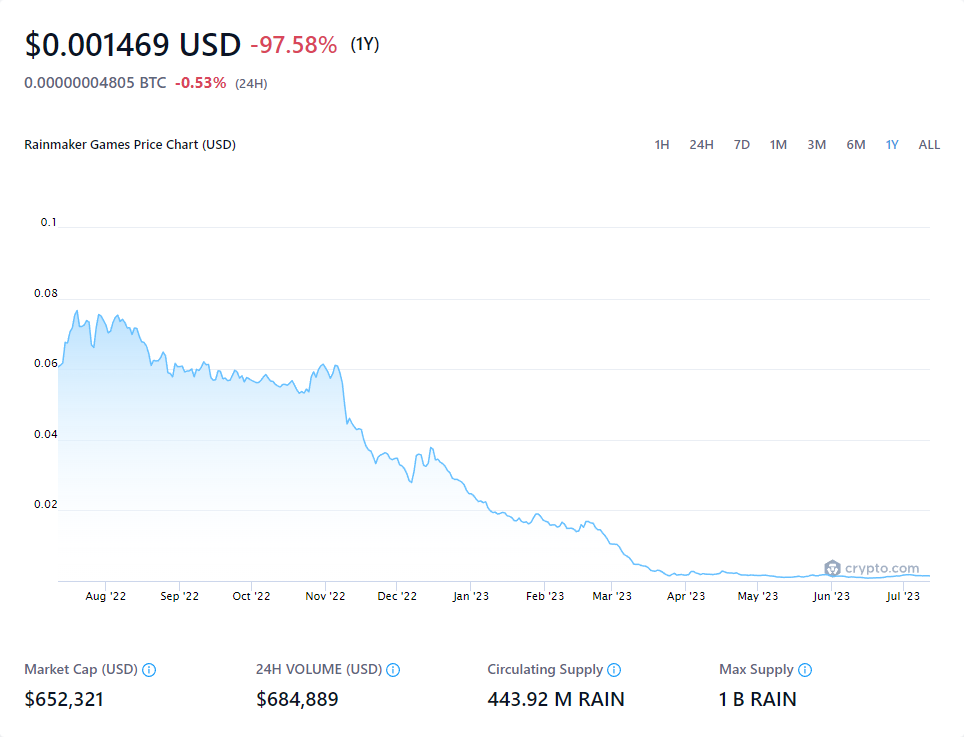 $0.001469 USD -97.58% (1Y)
0.00000004805 BTC -0.53% (24H)
Rainmaker Games Price Chart (USD) 1H 24H 7D 1M 3M 6M 1Y ALL
0.1
0.08
0.06
0.04
0.02
crypto.com
Aug '22 Sep '22 Oct '22 Nov '22 Dec '22 Jan '23 Feb '23 Mar '23 Apr '23 May '23 Jun '23 Jul '23
Market Cap (USD) 24H VOLUME (USD) Circulating Supply Max Supply
$652,321 $684,889 443.92 M RAIN 1 B RAIN